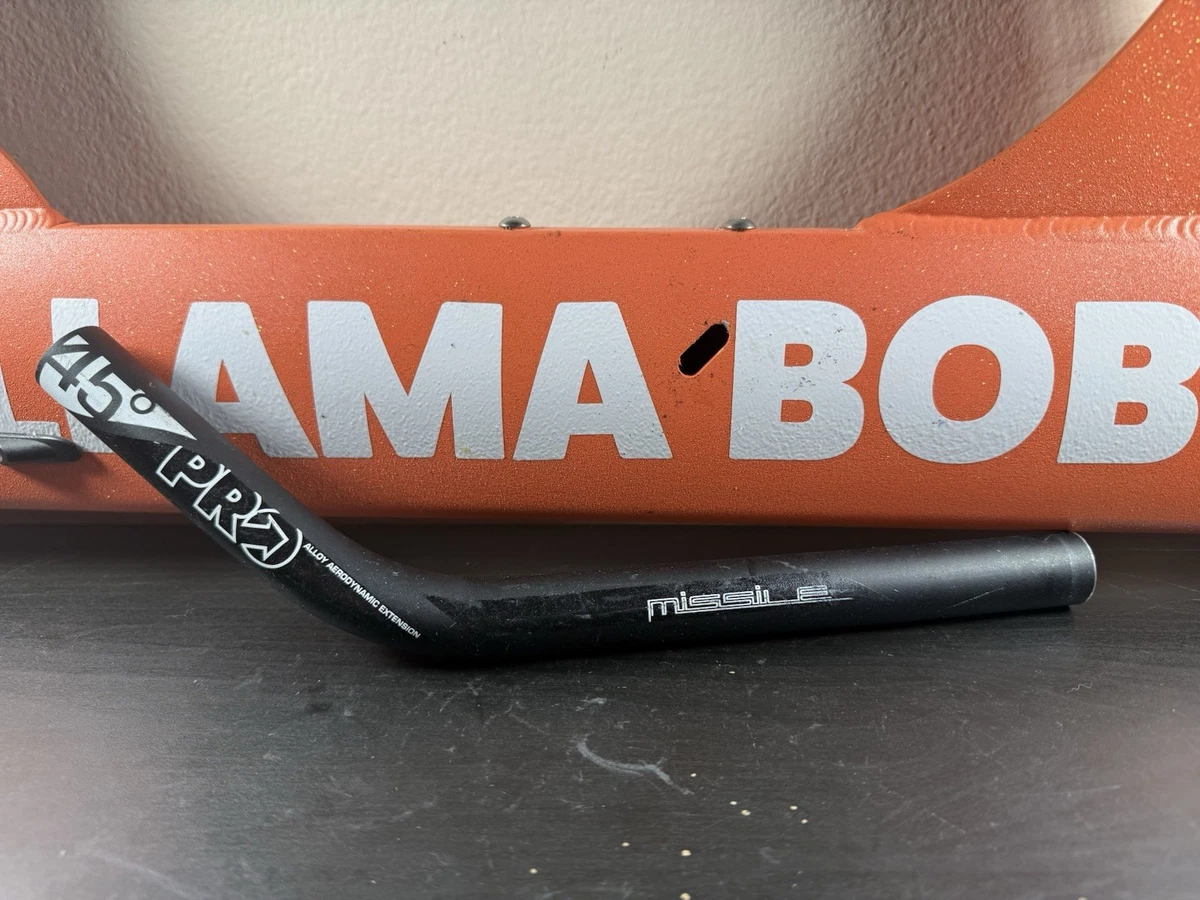 LLAMA BOB
45°
PRO
ALLOY AERODYNAMIC EXTENSION
missile